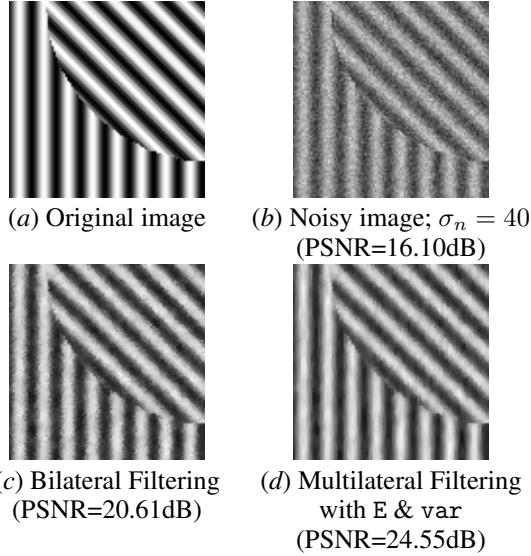 (a) Original image
(b) Noisy image; σn = 40
(PSNR=16.10dB)
(c) Bilateral Filtering
(PSNR=20.61dB)
(d) Multilateral Filtering
with E & var
(PSNR=24.55dB)